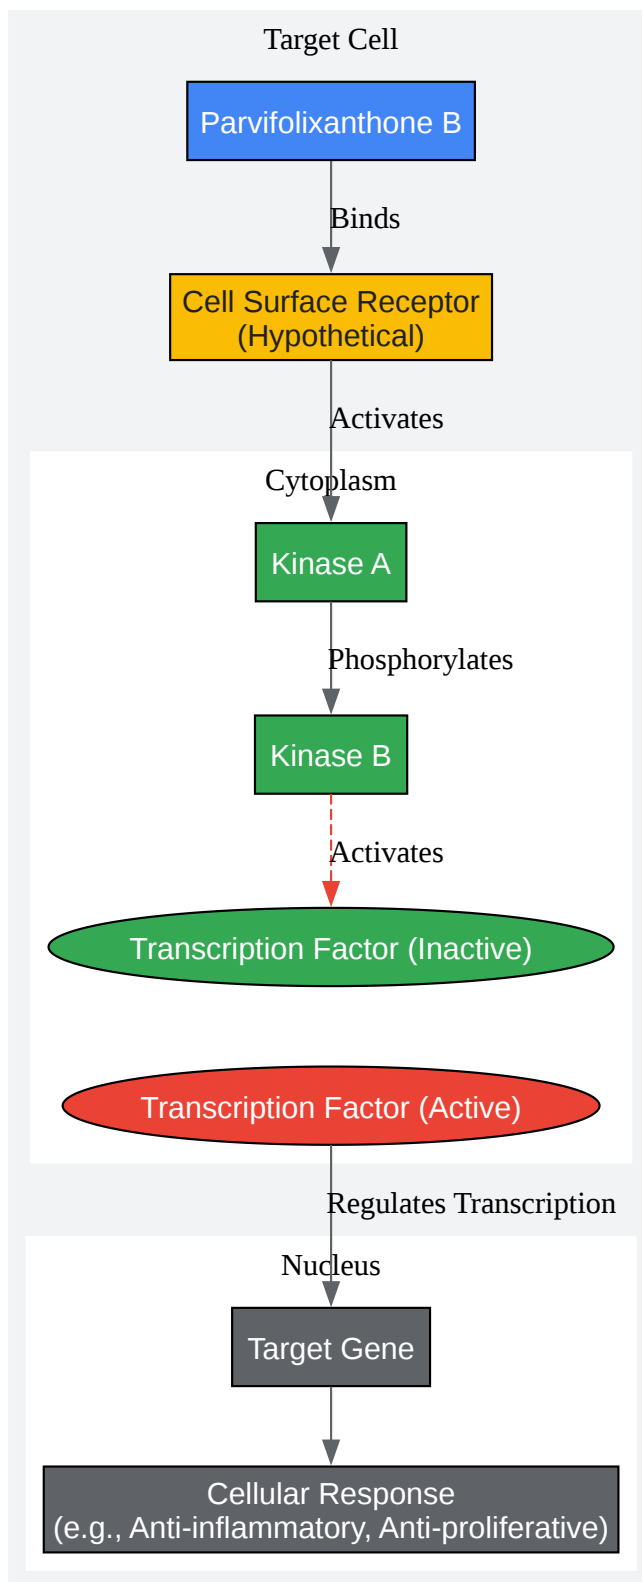 Target Cell
Parvifolixanthone B
Binds
Cell Surface Receptor
(Hypothetical)
Activates
Cytoplasm
Kinase A
Phosphorylates
Kinase B
Activates
Transcription Factor (Inactive)
Transcription Factor (Active)
Regulates Transcription
Nucleus
Target Gene
Cellular Response
(e.g., Anti-inflammatory, Anti-proliferative)